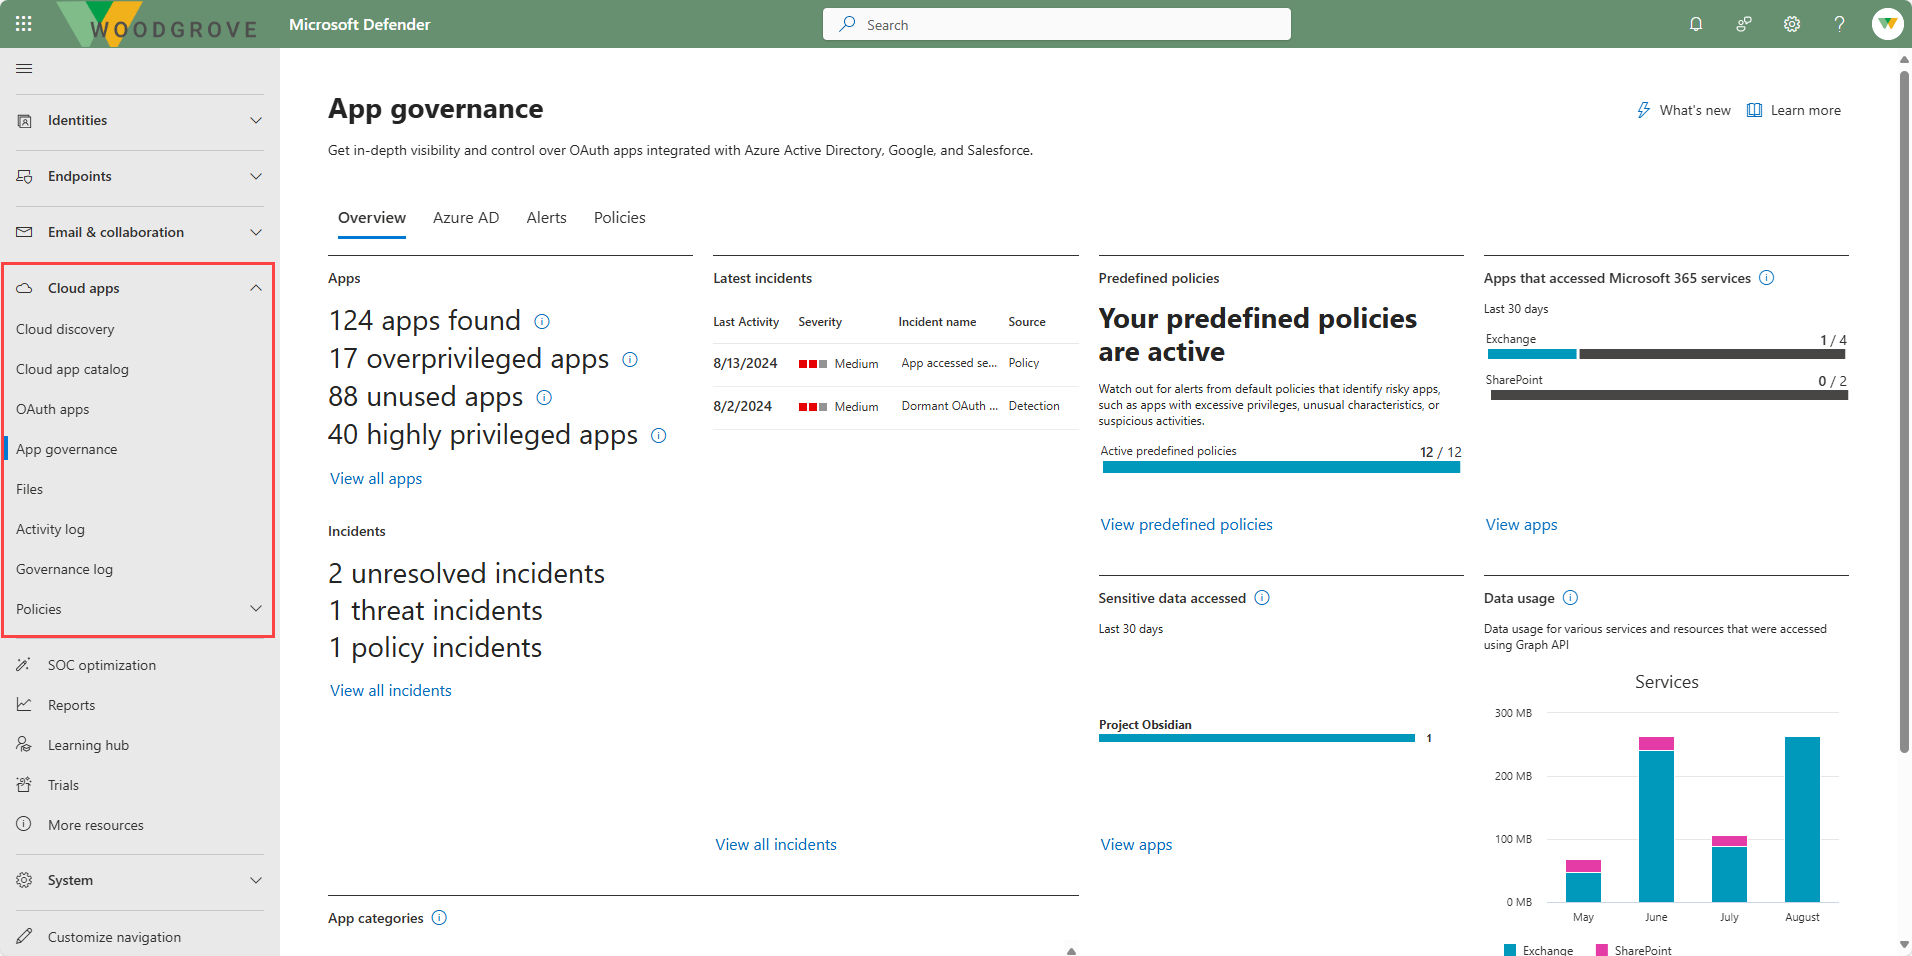 WOODGROVE
Microsoft Defender
Search
Identities
Endpoints
Email & collaboration
Cloud apps
Cloud discovery
Cloud app catalog
OAuth apps
App governance
Files
Activity log
Governance log
Policies
SOC optimization
Reports
Learning hub
Trials
More resources
System
Customize navigation
App governance
What's new
Learn more
Get in-depth visibility and control over OAuth apps integrated with Azure Active Directory, Google, and Salesforce.
Overview Azure AD Alerts Policies
Apps
124 apps found
17 overprivileged apps
88 unused apps
40 highly privileged apps
View all apps
Incidents
2 unresolved incidents
1 threat incidents
1 policy incidents
View all incidents
Latest incidents
Last Activity Severity Incident name Source
8/13/2024 Medium App accessed se... Policy
8/2/2024 Medium Dormant OAuth ... Detection
View all incidents
Predefined policies
Your predefined policies
are active
Watch out for alerts from default policies that identify risky apps,
such as apps with excessive privileges, unusual characteristics, or
suspicious activities.
Active predefined policies 12 / 12
View predefined policies
Apps that accessed Microsoft 365 services
Last 30 days
Exchange 1 / 4
SharePoint 0 / 2
View apps
Sensitive data accessed
Last 30 days
Project Obsidian
1
View apps
Data usage
Data usage for various services and resources that were accessed
using Graph API
Services
300 MB
200 MB
100 MB
0 MB
May June July August
Exchange SharePoint
App categories